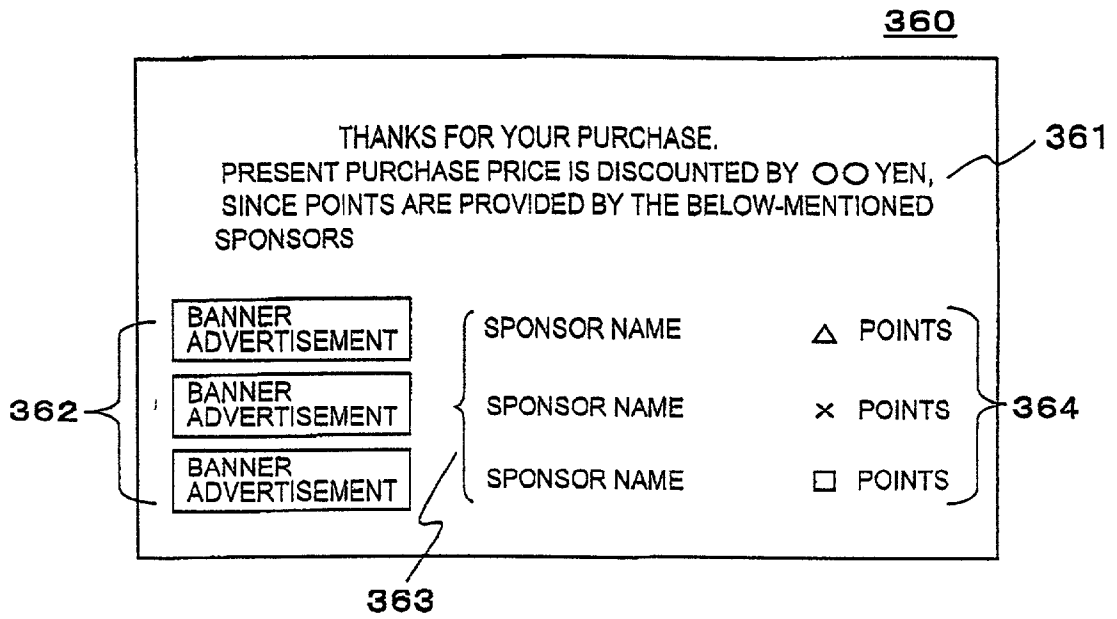 360
THANKS FOR YOUR PURCHASE.
PRESENT PURCHASE PRICE IS DISCOUNTED BY ○○ YEN,
SINCE POINTS ARE PROVIDED BY THE BELOW-MENTIONED
SPONSORS
361
BANNER
ADVERTISEMENT
SPONSOR NAME
△ POINTS
BANNER
ADVERTISEMENT
SPONSOR NAME
× POINTS
BANNER
ADVERTISEMENT
SPONSOR NAME
□ POINTS
362
364
363